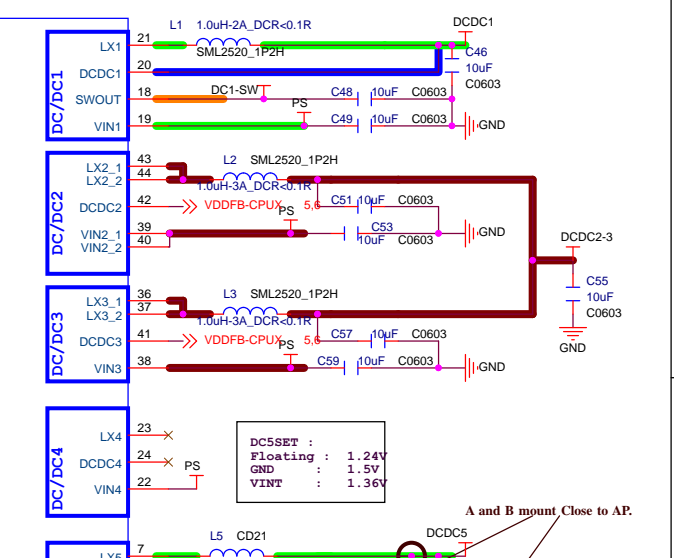 L1 1.0uH-2A_DCR<0.1R DCDC1
LX1 21
SML2520_1P2H C46
DCDC1 20 10uF
C0603
SWOUT 18 DC1-SW C48 10uF C0603
PS
VIN1 19 C49 10uF C0603 GND
DC/DC1
43 L2 SML2520_1P2H
LX2_1
LX2_2 44
1.0uH-3A_DCR<0.1R
DCDC2 42 VDDFB-CPUX 5,6 C51 10uF C0603
PS
VIN2_1 39 C53 GND
VIN2_2 40 10uF C0603
DC/DC2
DCDC2-3
C55
10uF
C0603
GND
36 L3 SML2520_1P2H
LX3_1
LX3_2 37
1.0uH-3A_DCR<0.1R
DCDC3 41 VDDFB-CPUX 5,6 C57 10uF C0603
PS
VIN3 38 C59 10uF C0603 GND
DC/DC3
LX4 23
DCDC4 24
PS
VIN4 22
DC/DC4
DC5SET :
Floating : 1.24V
GND : 1.5V
VINT : 1.36V
A and B mount Close to AP.
L5 CD21 DCDC5
LX5 7